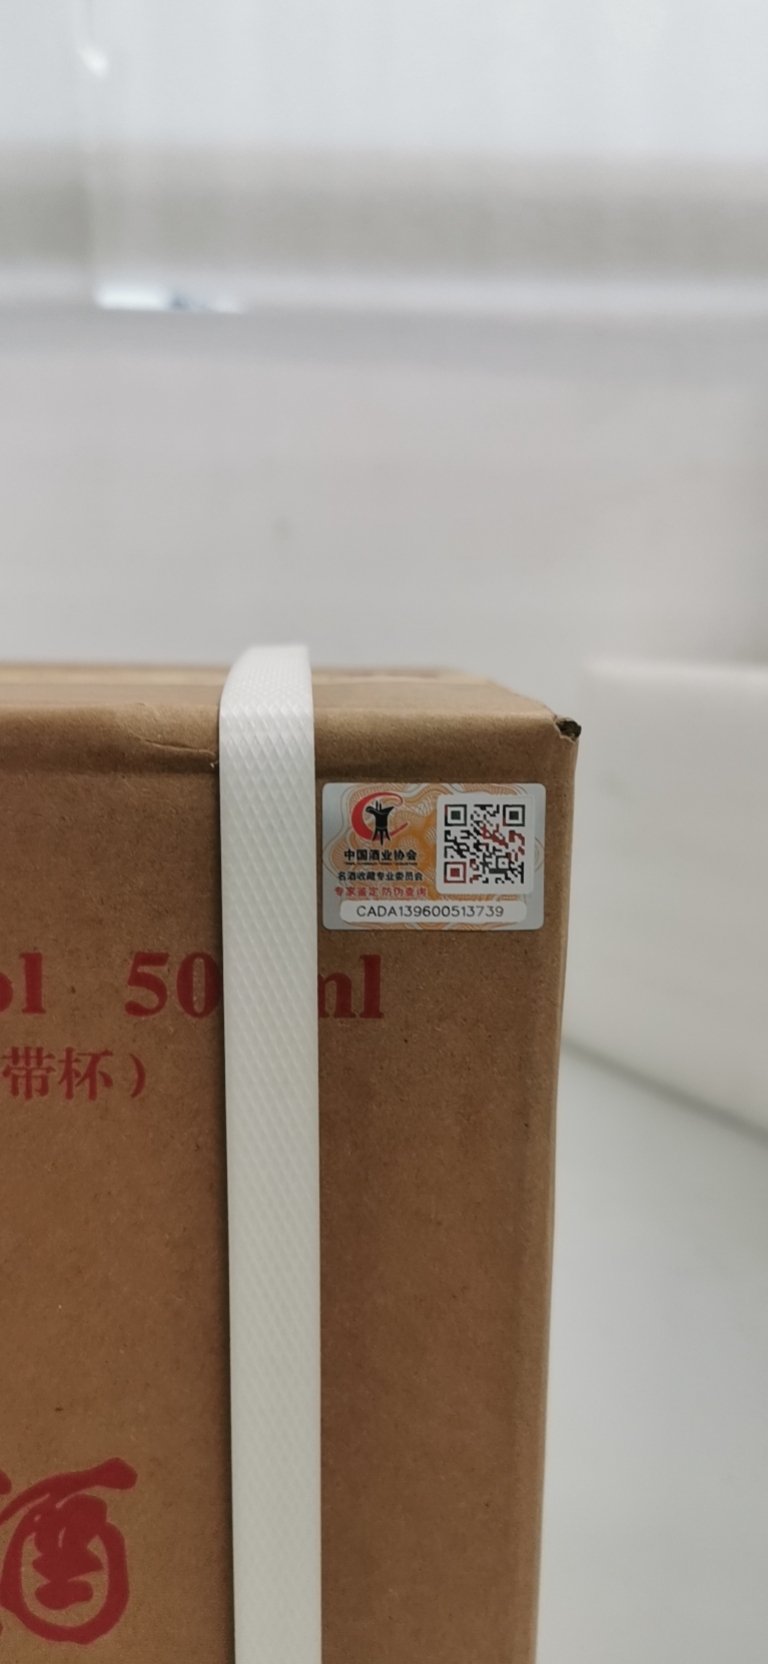 中国酒业协会
名酒收藏专业委员会
专家鉴定 防伪查询
CADA139600513739
ml
带杯）
酒